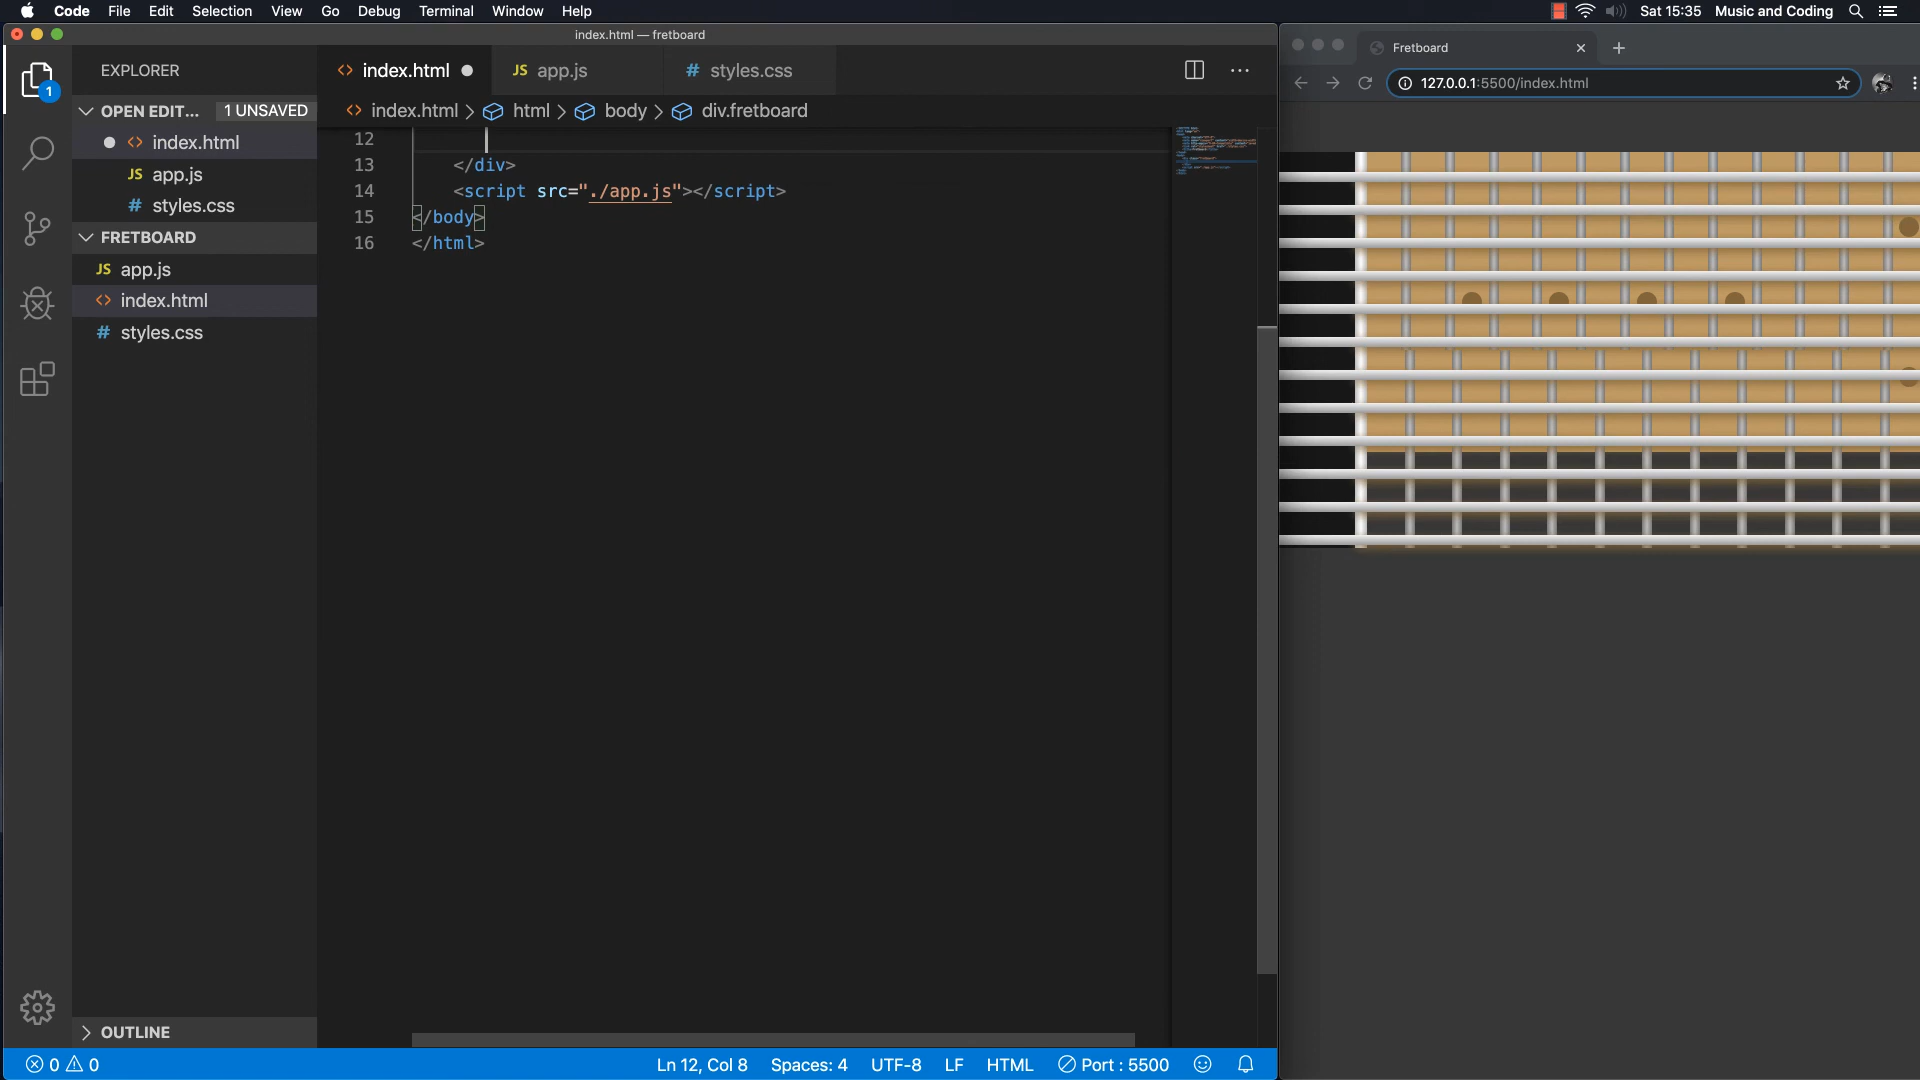 Code File Edit Selection View Go Debug Terminal Window Help
Sat 15:35 Music and Coding
index.html — fretboard
EXPLORER
OPEN EDIT... 1 UNSAVED
index.html
JS app.js
# styles.css
FRETBOARD
JS app.js
<> index.html
# styles.css
OUTLINE
<> index.html
JS app.js
# styles.css
<> index.html > html > body > div.fretboard
12
13 </div>
14 <script src="./app.js"></script>
15 </body>
16 </html>
0 0
Ln 12, Col 8
Spaces: 4
UTF-8
LF
HTML
Port : 5500
1
Fretboard
127.0.0.1:5500/index.html